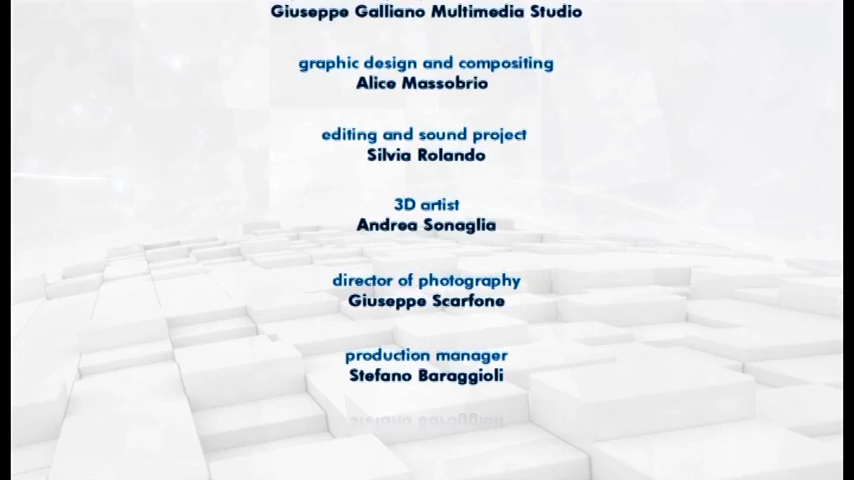 Giuseppe Galliano Multimedia Studio
graphic design and compositing
Alice Massobrio
editing and sound project
Silvia Rolando
3D artist
Andrea Sonaglia
director of photography
Giuseppe Scarfone
production manager
Stefano Baraggioli